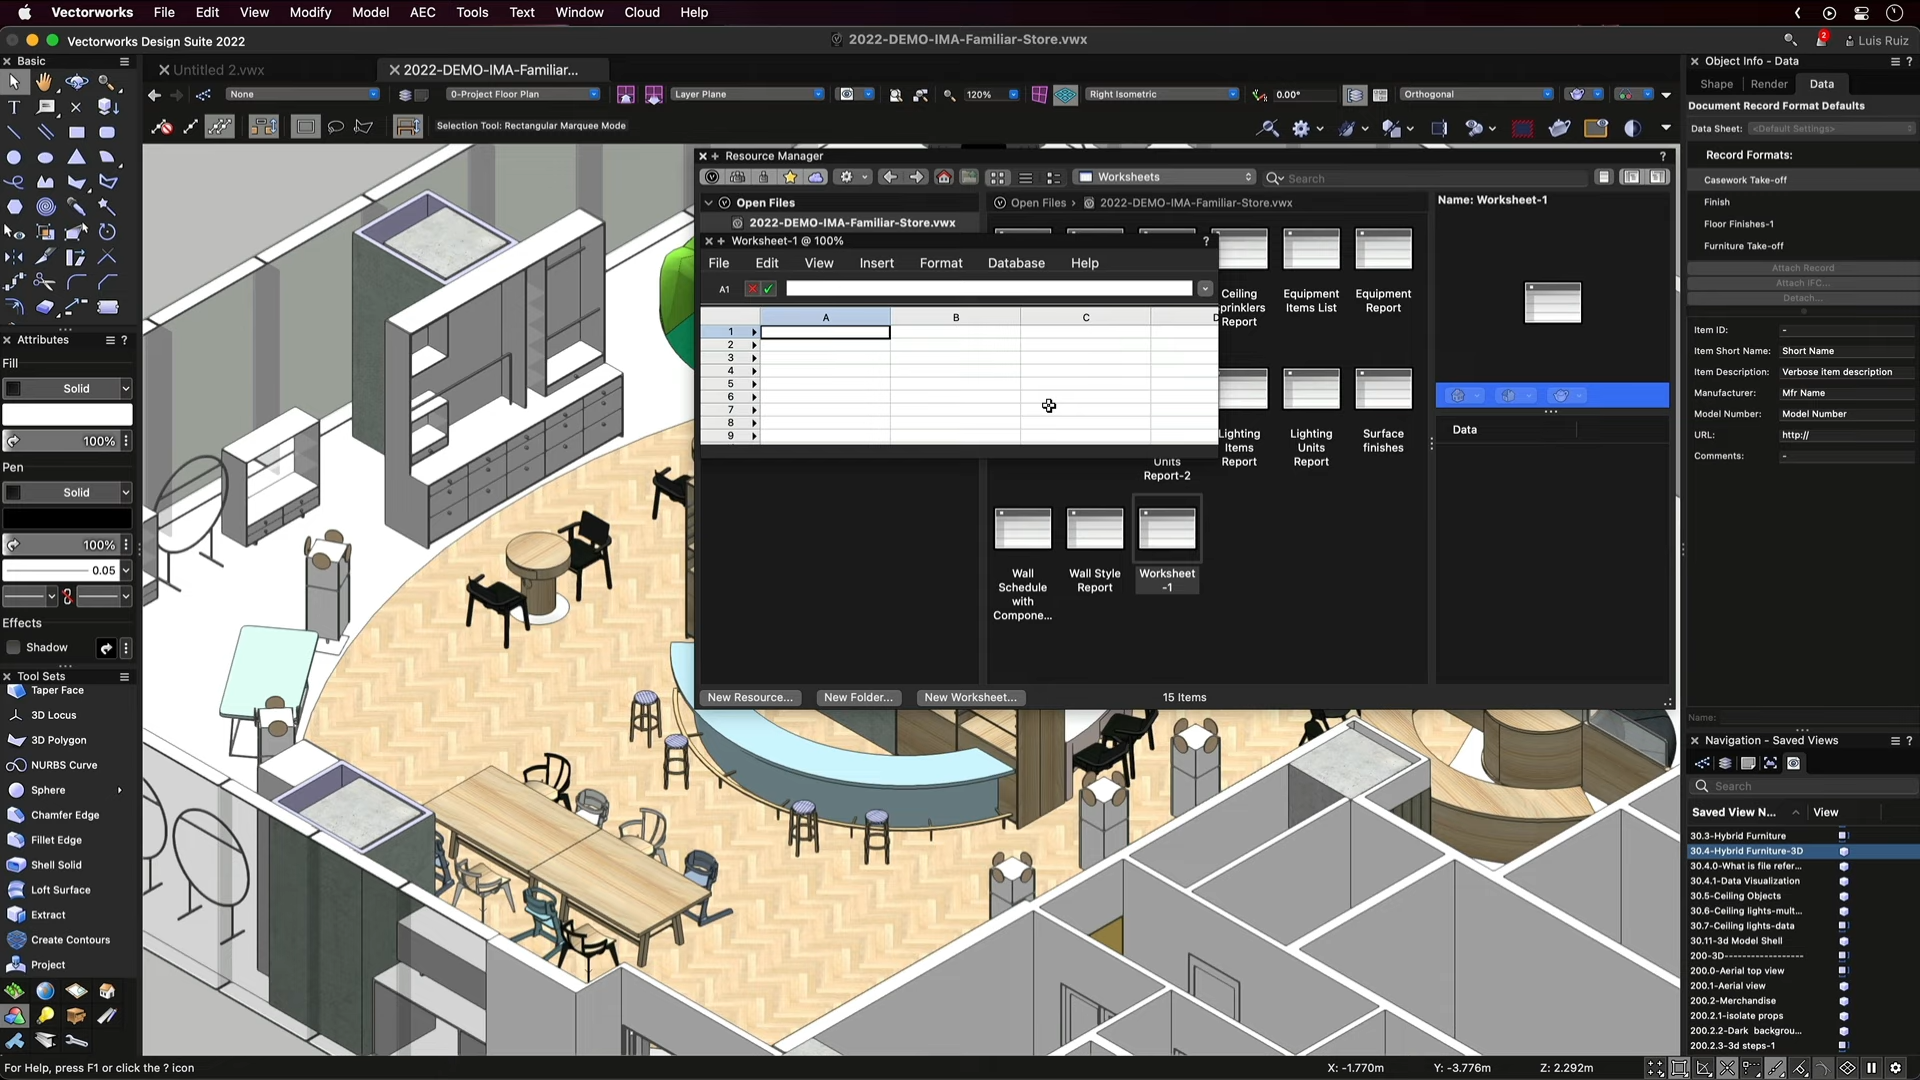 Vectorworks File Edit View Modify Model AEC Tools Text Window Cloud Help
Vectorworks Design Suite 2022
2022-DEMO-IMA-Familiar-Store.vwx
2
Luis Ruiz
Basic
Untitled 2.vwx
2022-DEMO-IMA-Familiar...
None
0-Project Floor Plan
Layer Plane
120%
Right Isometric
0.00°
Orthogonal
Selection Tool: Rectangular Marquee Mode
Attributes
?
Fill
Solid
100%
Pen
Solid
100%
0.05
Effects
Shadow
Tool Sets
Taper Face
3D Locus
3D Polygon
NURBS Curve
Sphere
Chamfer Edge
Fillet Edge
Shell Solid
Loft Surface
Extract
Create Contours
Project
Resource Manager
?
Worksheets
Search
Open Files
2022-DEMO-IMA-Familiar-Store.vwx
Open Files › 2022-DEMO-IMA-Familiar-Store.vwx
Worksheet-1 @ 100%
?
File Edit View Insert Format Database Help
A1
A B C D
1
2
3
4
5
6
7
8
9
Ceiling
prinklers
Report
Equipment
Items List
Equipment
Report
Units
Report-2
Lighting
Items
Report
Lighting
Units
Report
Surface
finishes
Wall
Schedule
with
Compone...
Wall Style
Report
Worksheet
-1
Name: Worksheet-1
Data
New Resource...
New Folder...
New Worksheet...
15 Items
Object Info - Data
?
Shape Render Data
Document Record Format Defaults
Data Sheet: <Default Settings>
Record Formats:
Casework Take-off
Finish
Floor Finishes-1
Furniture Take-off
Attach Record
Attach IFC...
Detach...
Item ID: -
Item Short Name: Short Name
Item Description: Verbose item description
Manufacturer: Mfr Name
Model Number: Model Number
URL: http://
Comments: -
Name:
Navigation - Saved Views
?
Search
Saved View N... View
30.3-Hybrid Furniture
30.4-Hybrid Furniture-3D
30.4.0-What is file refer...
30.4.1-Data Visualization
30.5-Ceiling Objects
30.6-Ceiling lights-mult...
30.7-Ceiling lights-data
30.11-3d Model Shell
200-3D------------------
200.0-Aerial top view
200.1-Aerial view
200.2-Merchandise
200.2.1-isolate props
200.2.2-Dark backgrou...
200.2.3-3d steps-1
For Help, press F1 or click the ? icon
X: -1.770m
Y: -3.776m
Z: 2.292m